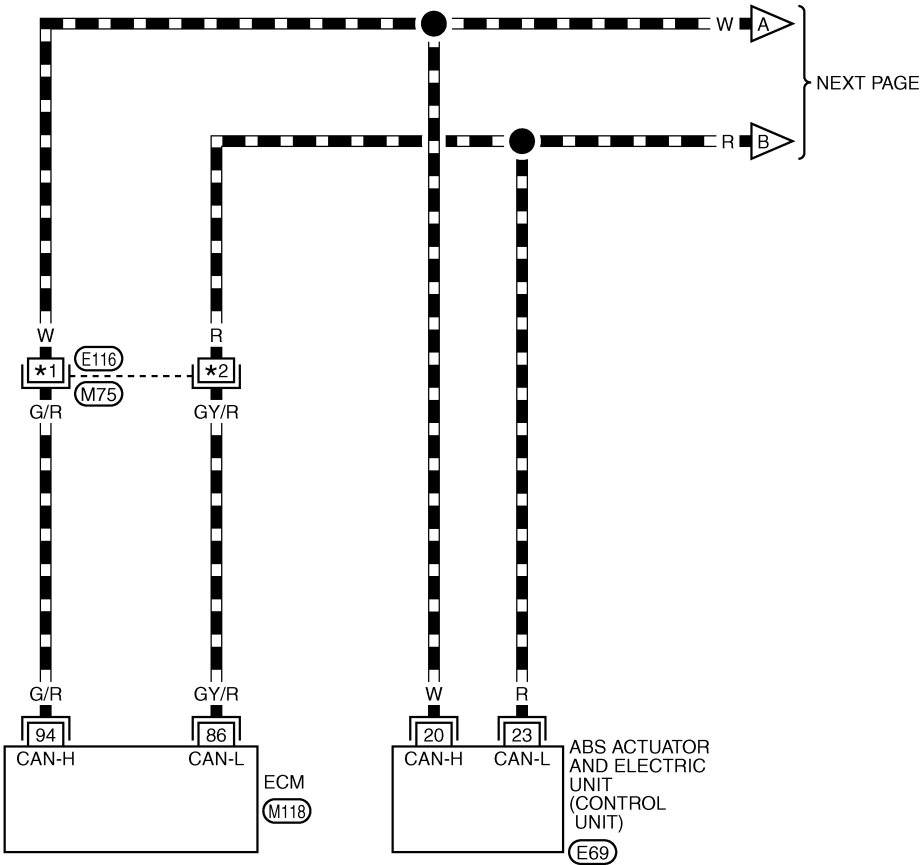 W A
NEXT PAGE
R B
W R
*1 E116 *2
M75
G/R GY/R
G/R GY/R W R
94 86 20 23
CAN-H CAN-L CAN-H CAN-L
ECM
M118
ABS ACTUATOR
AND ELECTRIC
UNIT
(CONTROL
UNIT)
E69